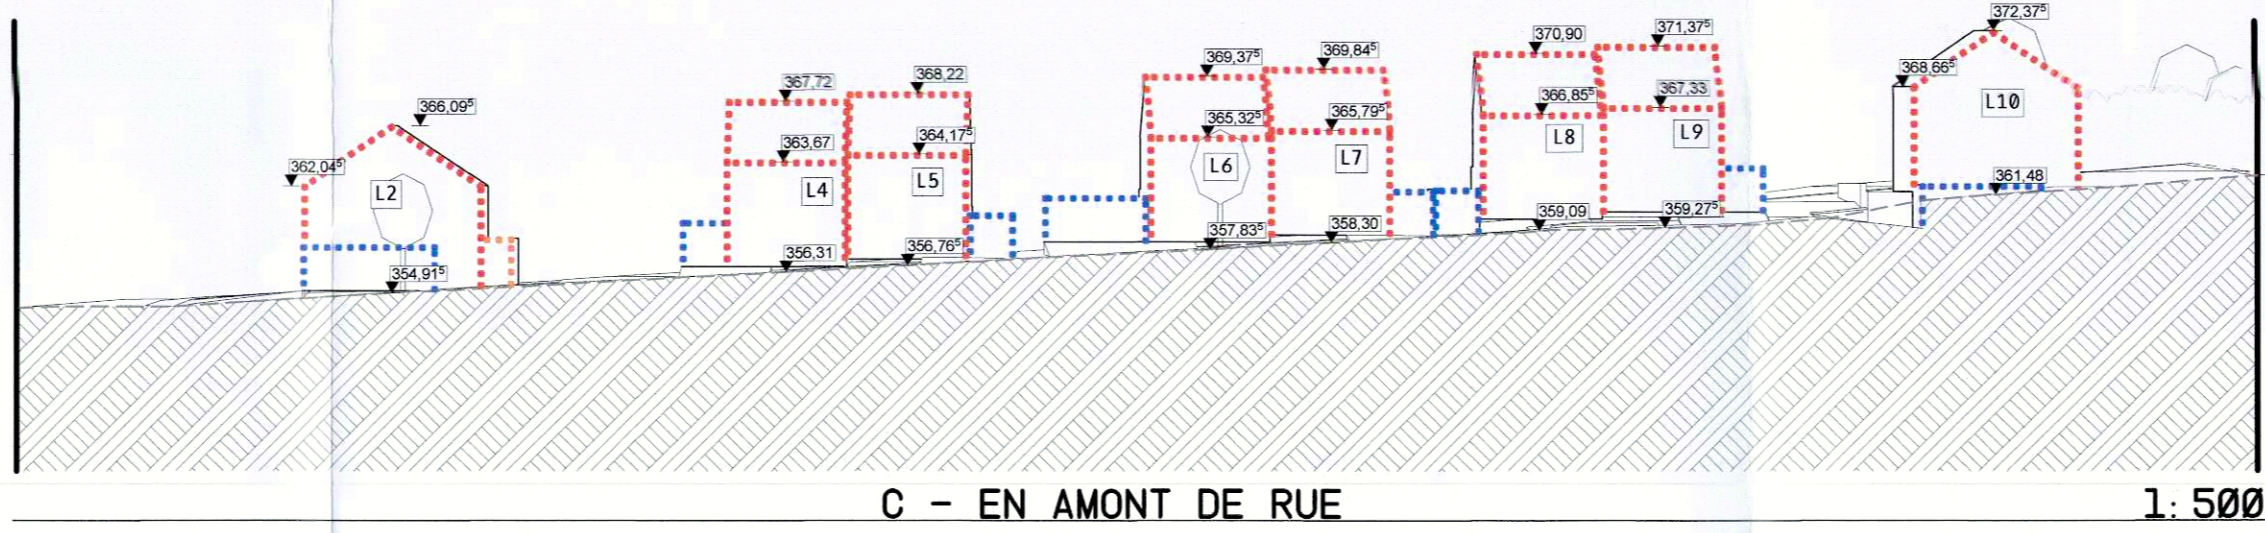 366,09⁵
362,04⁵
L2
354,91⁵
367,72
363,67
L4
356,31
368,22
364,17⁵
L5
356,76⁵
369,37⁵
365,32⁵
L6
357,83⁵
369,84⁵
365,79⁵
L7
358,30
370,90
366,85⁵
L8
359,09
371,37⁵
367,33
L9
359,27⁵
372,37⁵
368,66⁵
L10
361,48
C - EN AMONT DE RUE
1:500